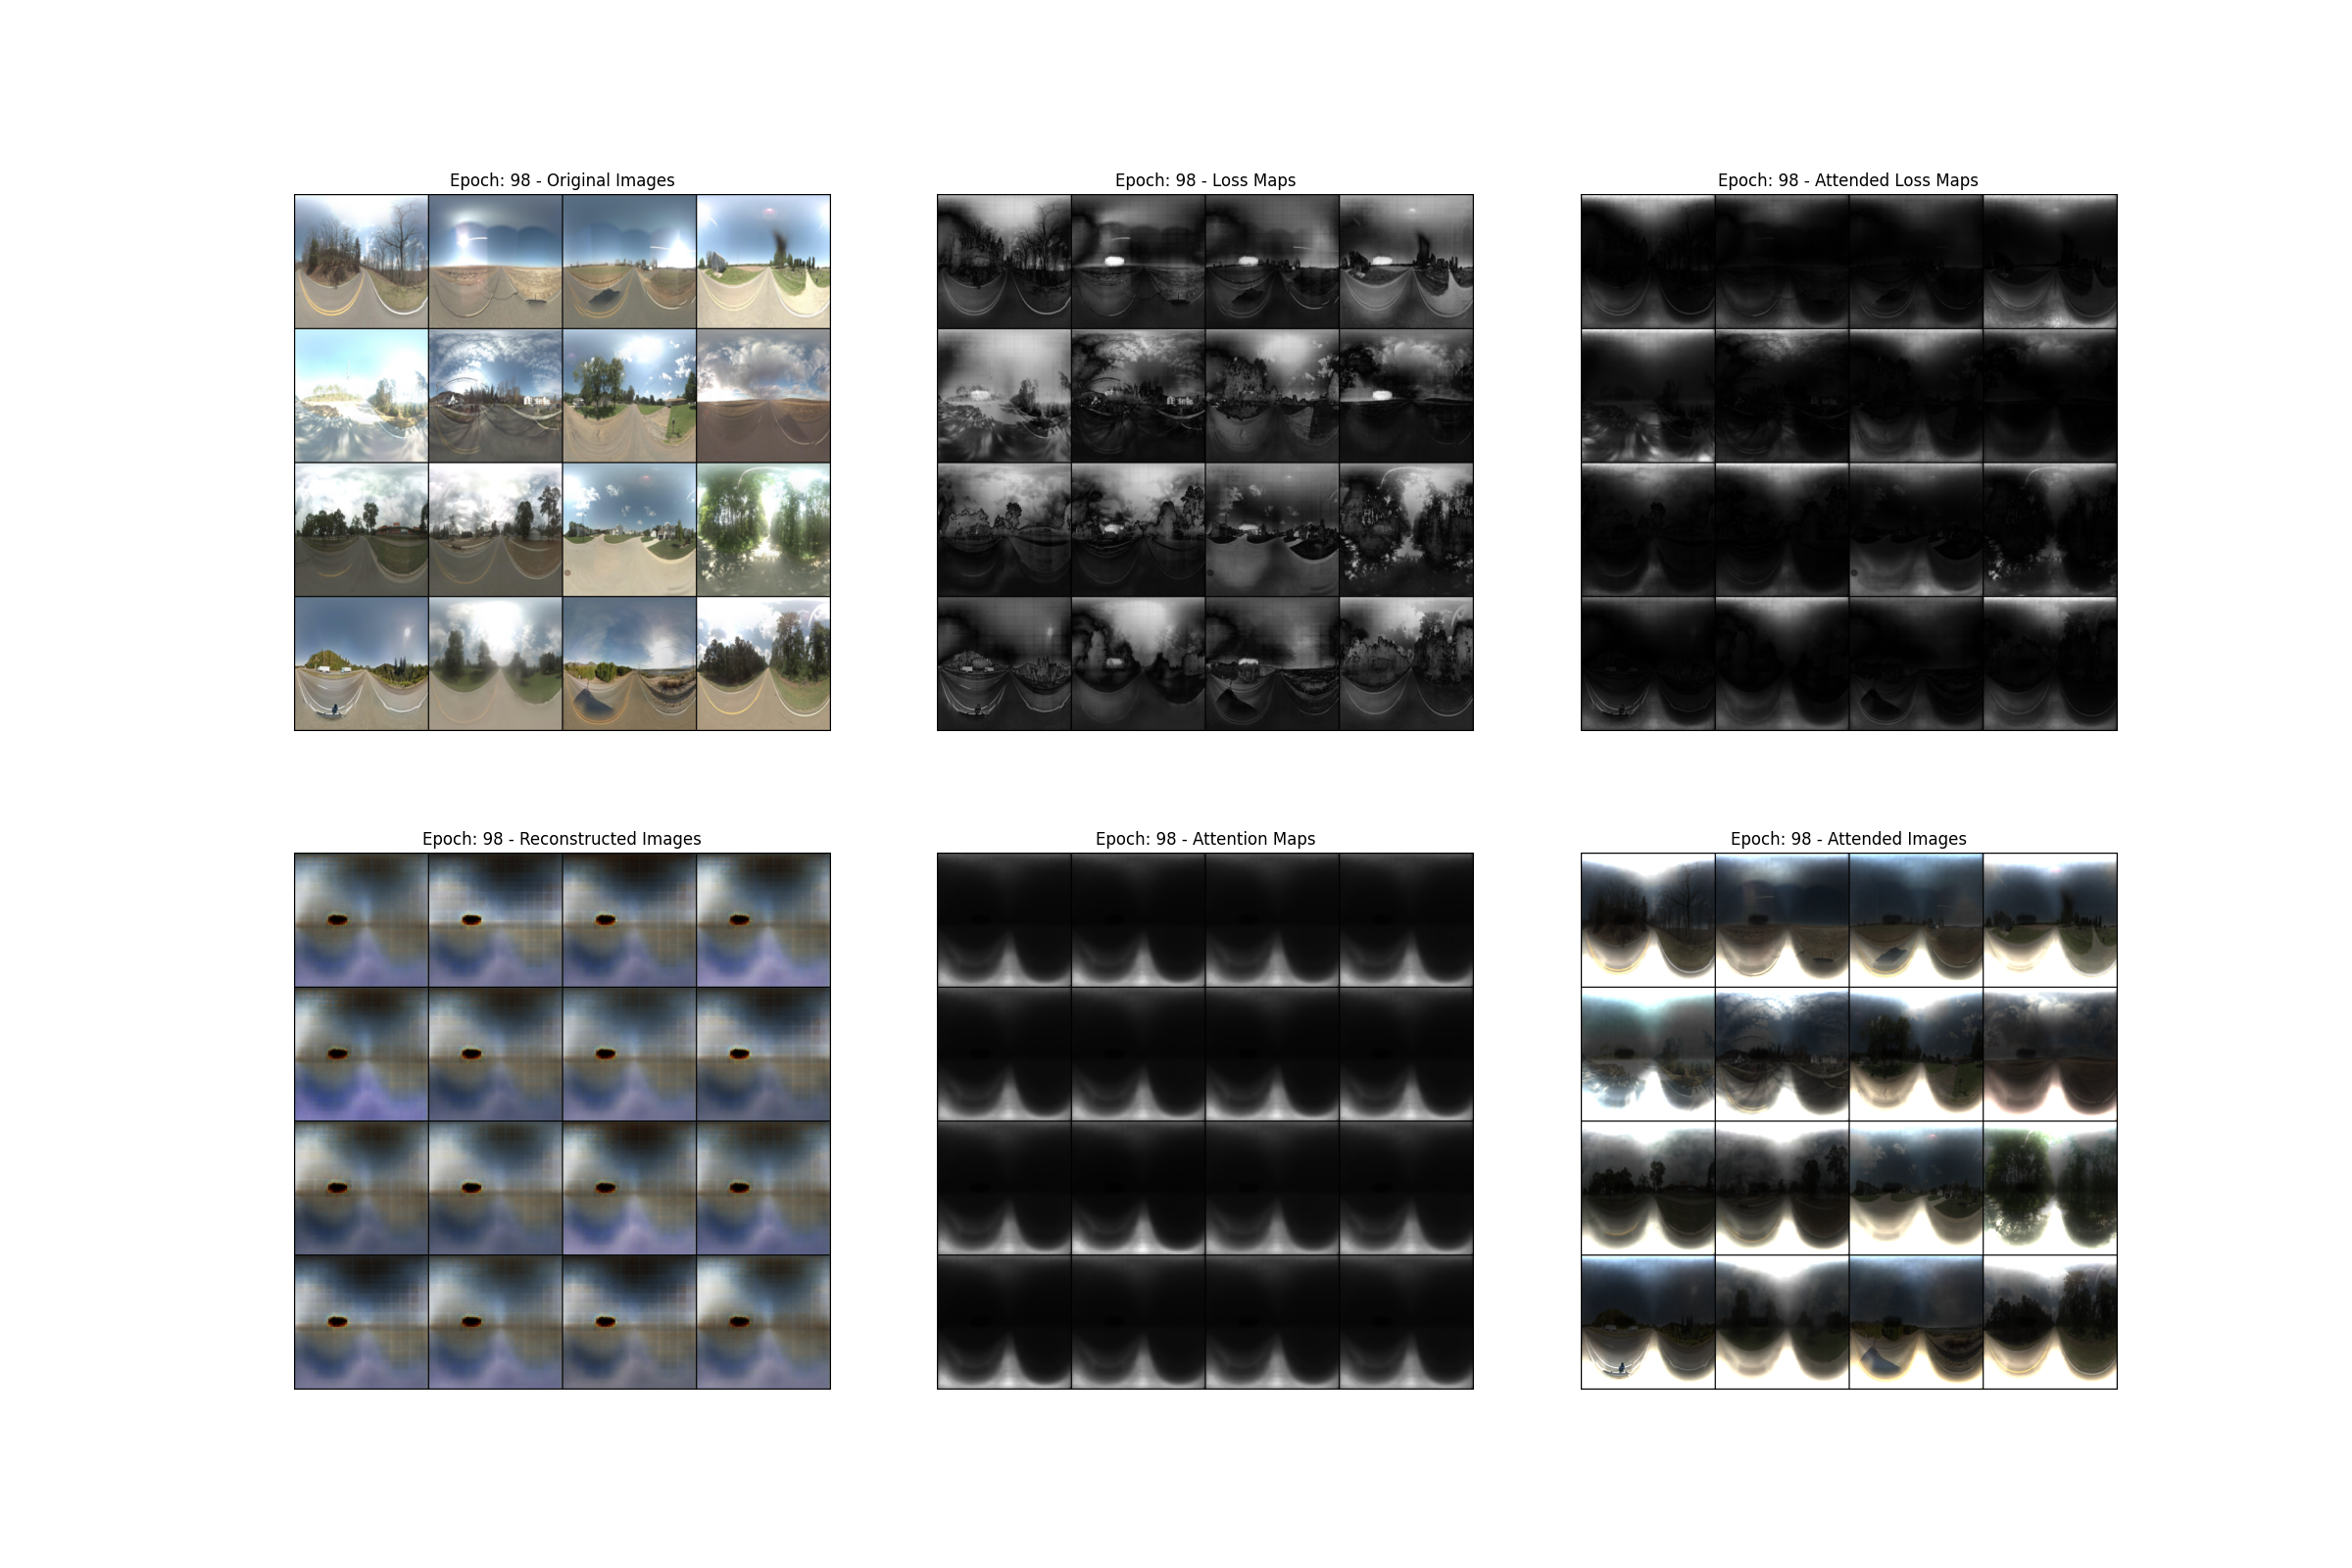 Epoch: 98 - Original Images
Epoch: 98 - Loss Maps
Epoch: 98 - Attended Loss Maps
Epoch: 98 - Reconstructed Images
Epoch: 98 - Attention Maps
Epoch: 98 - Attended Images